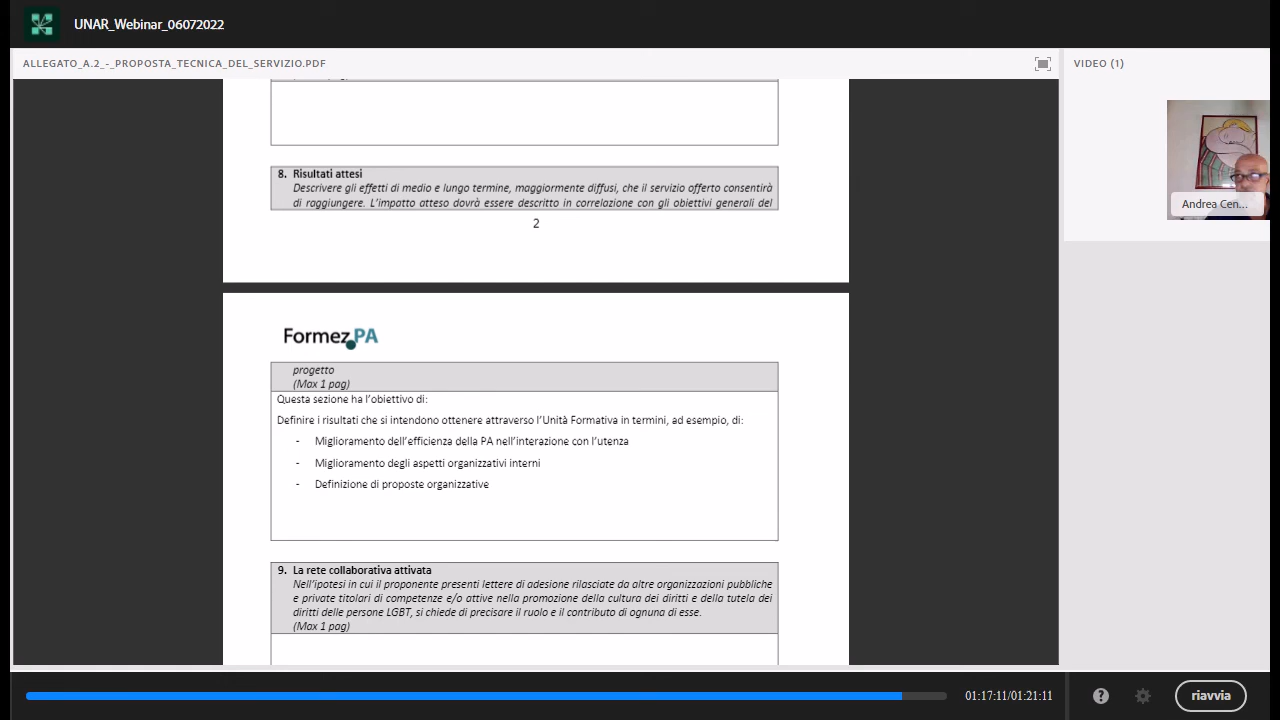 UNAR_Webinar_06072022
ALLEGATO_A.2_-_PROPOSTA_TECNICA_DEL_SERVIZIO.PDF
VIDEO (1)
8. Risultati attesi
Descrivere gli effetti di medio e lungo termine, maggiormente diffusi, che il servizio offerto consentirà
di raggiungere. L'impatto atteso dovrà essere descritto in correlazione con gli obiettivi generali del
2
Andrea Cen...
Formez PA
progetto
(Max 1 pag)
Questa sezione ha l'obiettivo di:
Definire i risultati che si intendono ottenere attraverso l'Unità Formativa in termini, ad esempio, di:
- Miglioramento dell'efficienza della PA nell'interazione con l'utenza
- Miglioramento degli aspetti organizzativi interni
- Definizione di proposte organizzative
9. La rete collaborativa attivata
Nell'ipotesi in cui il proponente presenti lettere di adesione rilasciate da altre organizzazioni pubbliche
e private titolari di competenze e/o attive nella promozione della cultura dei diritti e della tutela dei
diritti delle persone LGBT, si chiede di precisare il ruolo e il contributo di ognuna di esse.
(Max 1 pag)
01:17:11/01:21:11
riavvia